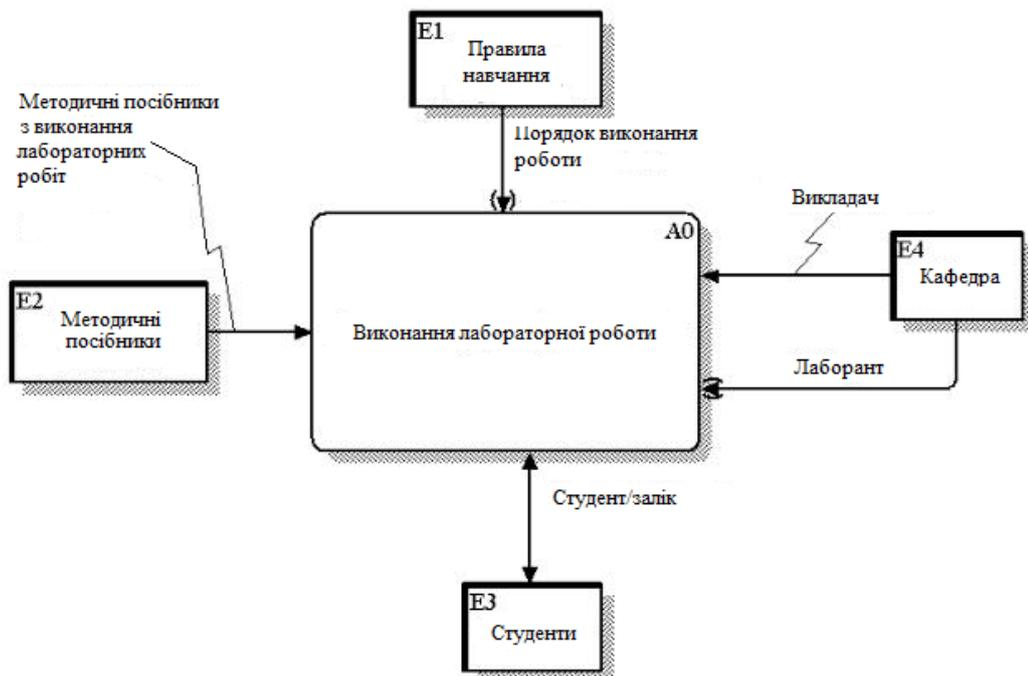 E1
Правила
навчання
Методичні посібники
з виконання
лабораторних
робіт
Порядок виконання
роботи
Викладач
A0
E4
Кафедра
E2
Методичні
посібники
Виконання лабораторної роботи
Лаборант
Студент/залік
E3
Студенти